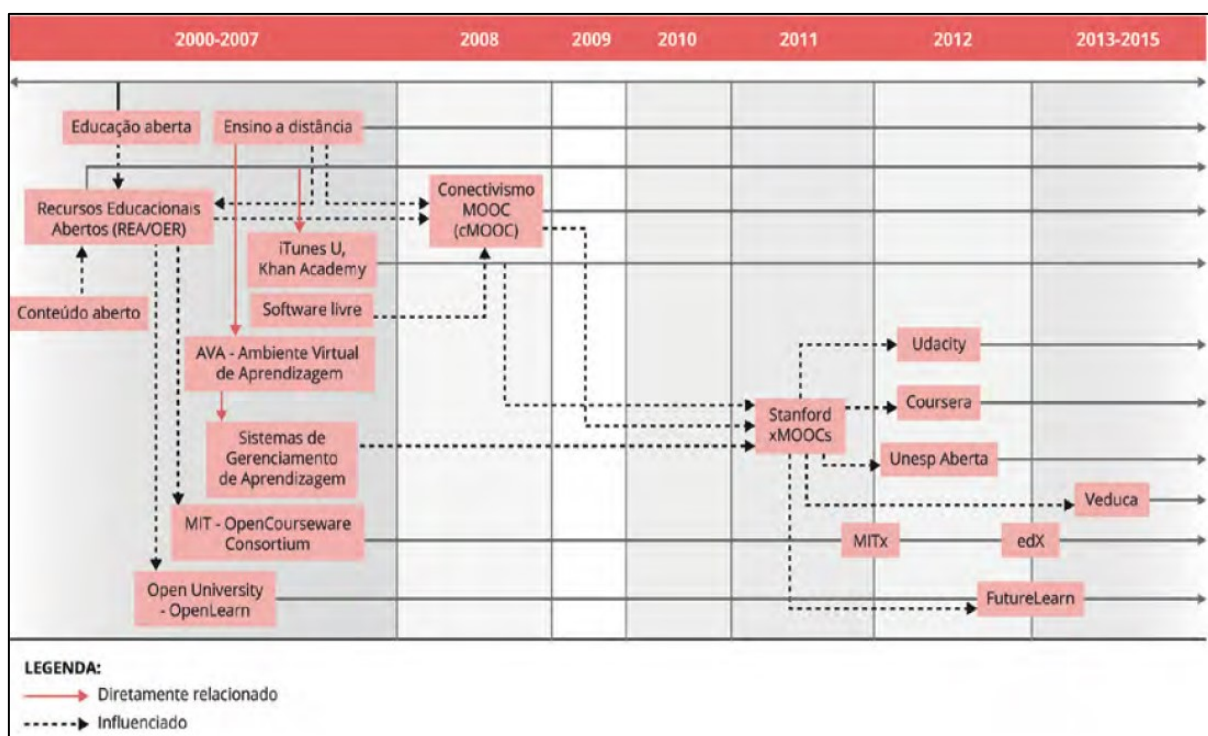 2000-2007
2008
2009
2010
2011
2012
2013-2015
Educação aberta
Ensino a distância
Recursos Educacionais
Abertos (REA/OER)
Conectivismo
MOOC
(cMOOC)
iTunes U,
Khan Academy
Conteúdo aberto
Software livre
AVA - Ambiente Virtual
de Aprendizagem
Udacity
Coursera
Stanford
xMOOCs
Sistemas de
Gerenciamento
de Aprendizagem
Unesp Aberta
Veduca
MIT - OpenCourseware
Consortium
MITx
edX
Open University
- OpenLearn
FutureLearn
LEGENDA:
Diretamente relacionado
Influenciado